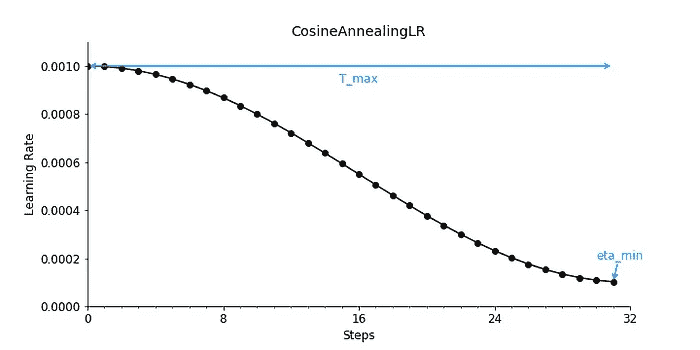 CosineAnnealingLR
0.0010
T_max
0.0008
0.0006
0.0004
0.0002
eta_min
0.0000
0 8 16 24 32
Learning Rate
Steps